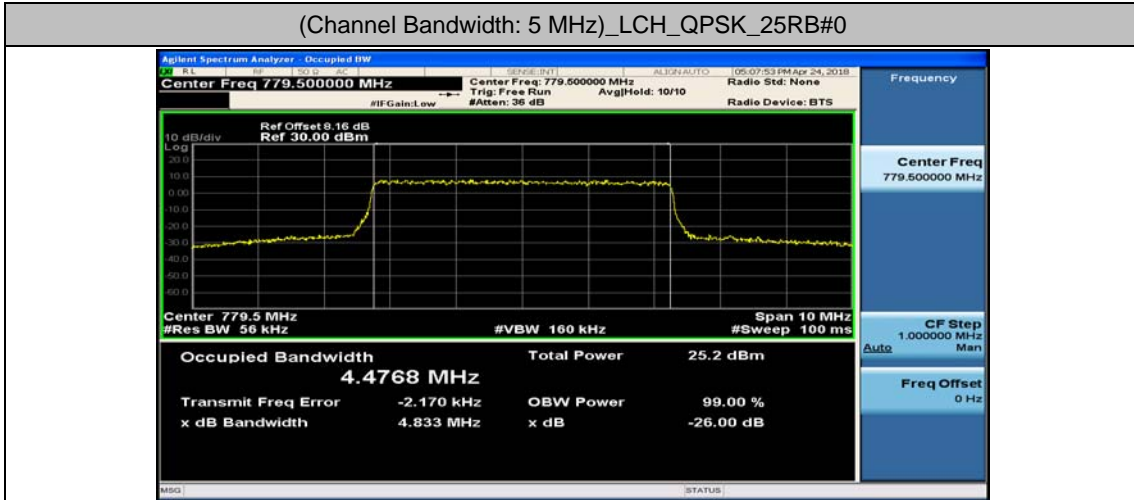 (Channel Bandwidth: 5 MHz)_LCH_QPSK_25RB#0
Agilent Spectrum Analyzer - Occupied BW
RL RF 50 Ω AC SENSE:INT ALIGN AUTO 05:07:53 PM Apr 24, 2018
Center Freq 779.500000 MHz
Center Freq: 779.500000 MHz
Radio Std: None
Trig: Free Run Avg|Hold: 10/10
#IFGain:Low
#Atten: 36 dB
Radio Device: BTS
Ref Offset 8.16 dB
10 dB/div Ref 30.00 dBm
Log
20.0
10.0
0.00
-10.0
-20.0
-30.0
-40.0
-50.0
-60.0
Center 779.5 MHz
Span 10 MHz
#Res BW 56 kHz
#VBW 160 kHz
#Sweep 100 ms
Occupied Bandwidth
Total Power 25.2 dBm
4.4768 MHz
Transmit Freq Error -2.170 kHz OBW Power 99.00 %
x dB Bandwidth 4.833 MHz x dB -26.00 dB
MSG
STATUS
Frequency
Center Freq
779.500000 MHz
CF Step
1.000000 MHz
Auto Man
Freq Offset
0 Hz